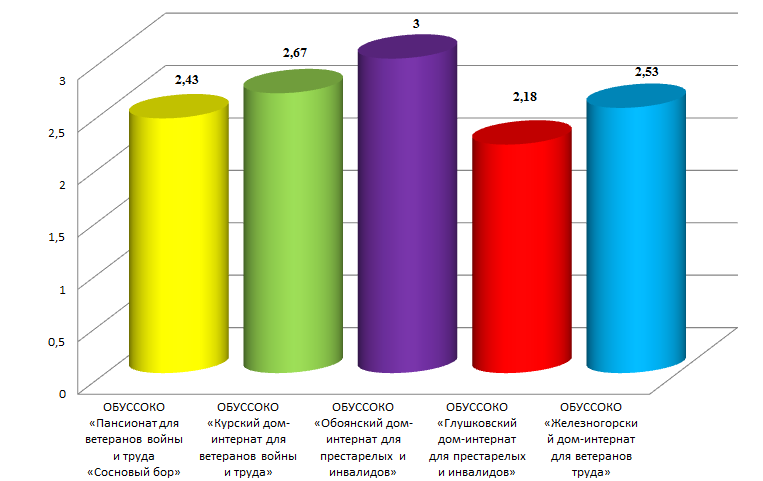 3
2,67
2,43
2,53
2,18
3
2,5
2
1,5
1
0,5
0
ОБУССОКО
«Пансионат для
ветеранов войны
и труда
«Сосновый бор»
ОБУССОКО
«Курский дом-
интернат для
ветеранов войны
и труда»
ОБУССОКО
«Обоянский дом-
интернат для
престарелых и
инвалидов»
ОБУССОКО
«Глушковский
дом-интернат
для престарелых
и инвалидов»
ОБУССОКО
«Железногорски
й дом-интернат
для ветеранов
труда»